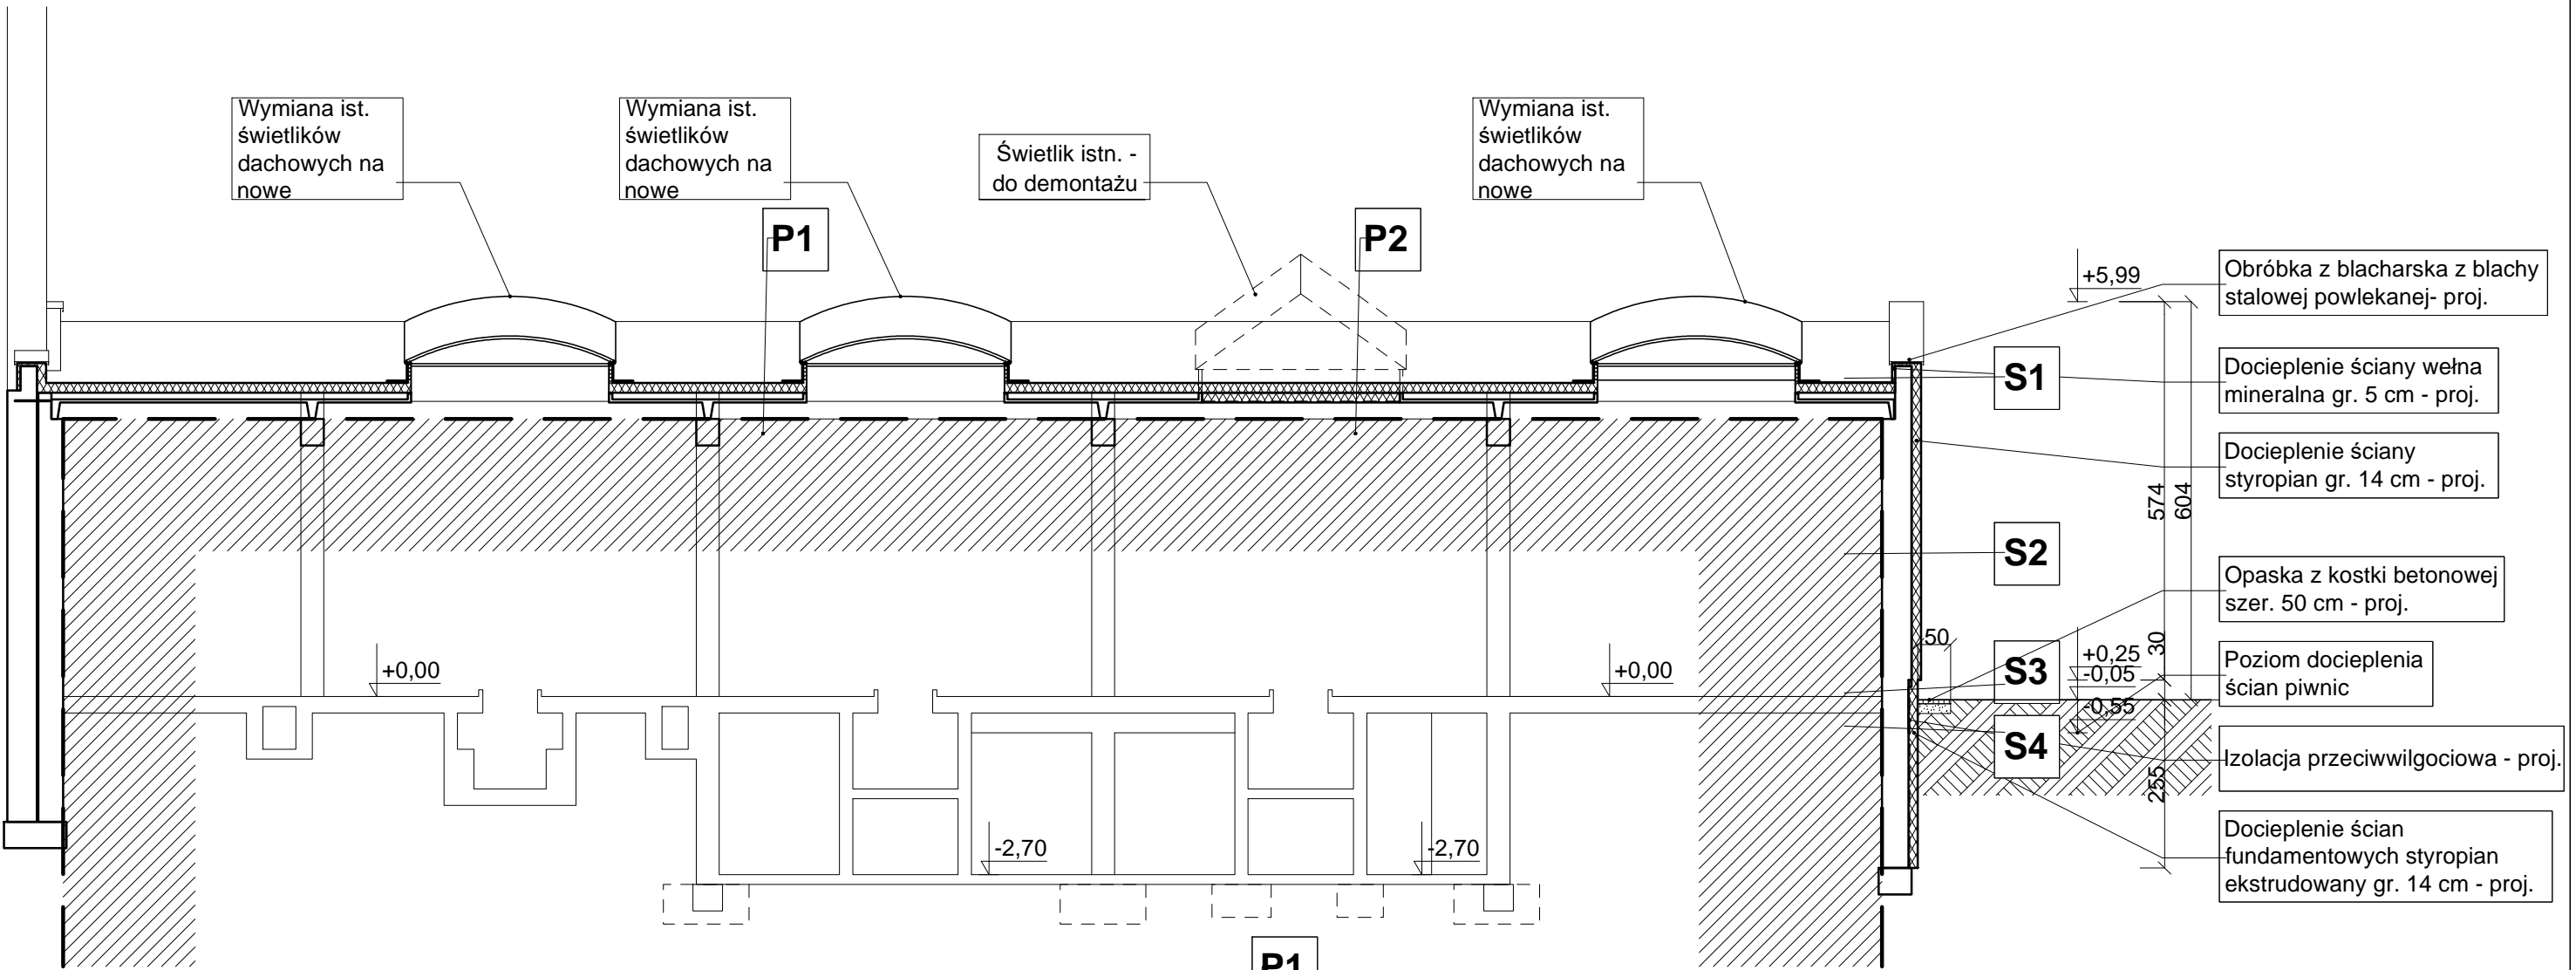 Wymiana ist.
świetlików
dachowych na
nowe
Wymiana ist.
świetlików
dachowych na
nowe
Świetlik istn. -
do demontażu
Wymiana ist.
świetlików
dachowych na
nowe
P1
P2
+5,99
Obróbka z blacharska z blachy
stalowej powlekanej- proj.
S1
Docieplenie ściany wełna
mineralna gr. 5 cm - proj.
Docieplenie ściany
styropian gr. 14 cm - proj.
574
604
S2
Opaska z kostki betonowej
szer. 50 cm - proj.
50
30
S3
+0,25
-0,05
-0,55
Poziom docieplenia
ścian piwnic
+0,00
+0,00
S4
Izolacja przeciwwilgociowa - proj.
255
Docieplenie ścian
fundamentowych styropian
ekstrudowany gr. 14 cm - proj.
-2,70
-2,70
P1